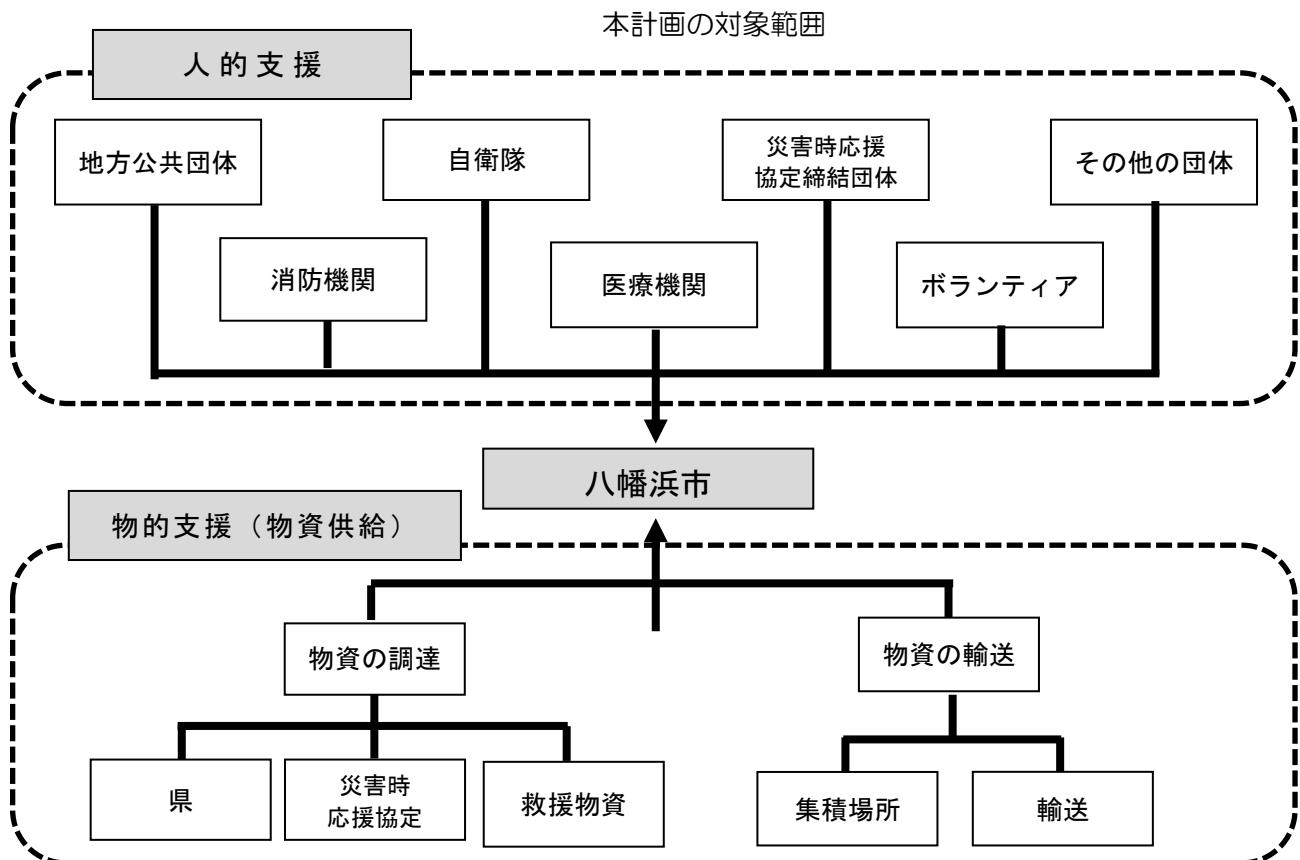 本計画の対象範囲
人的支援
地方公共団体
自衛隊
災害時応援
協定締結団体
その他の団体
消防機関
医療機関
ボランティア
八幡浜市
物的支援（物資供給）
物資の調達
物資の輸送
県
災害時
応援協定
救援物資
集積場所
輸送